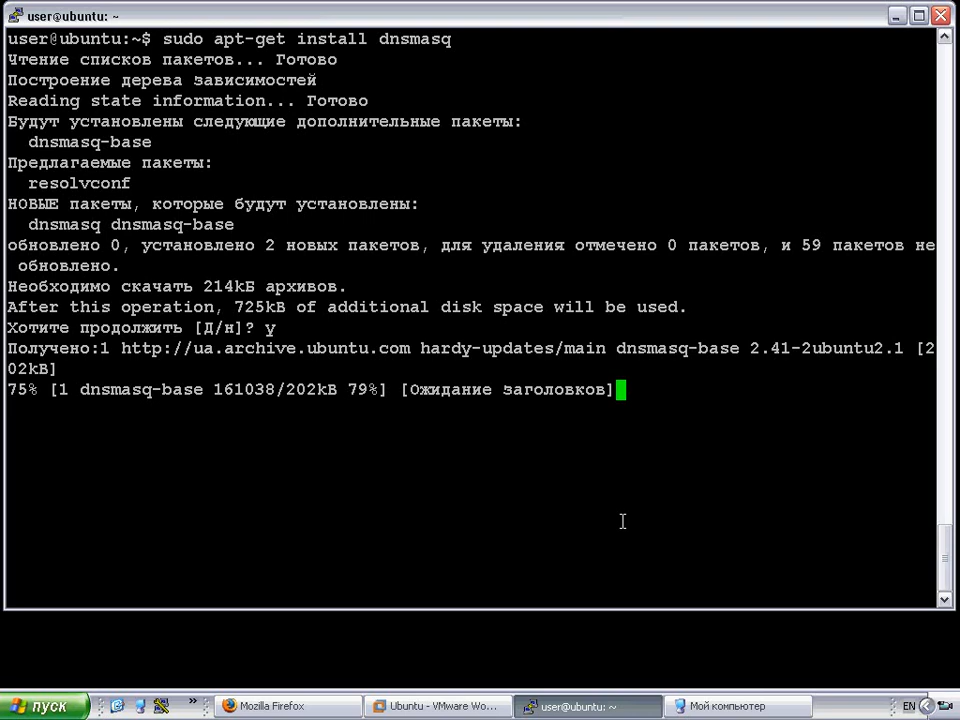 user@ubuntu: ~
user@ubuntu:~$ sudo apt-get install dnsmasq
Чтение списков пакетов... Готово
Построение дерева зависимостей
Reading state information... Готово
Будут установлены следующие дополнительные пакеты:
dnsmasq-base
Предлагаемые пакеты:
resolvconf
НОВЫЕ пакеты, которые будут установлены:
dnsmasq dnsmasq-base
обновлено 0, установлено 2 новых пакетов, для удаления отмечено 0 пакетов, и 59 пакетов не
обновлено.
Необходимо скачать 214kБ архивов.
After this operation, 725kB of additional disk space will be used.
Хотите продолжить [Д/н]? y
Получено:1 http://ua.archive.ubuntu.com hardy-updates/main dnsmasq-base 2.41-2ubuntu2.1 [2
02kB]
75% [1 dnsmasq-base 161038/202kB 79%] [Ожидание заголовков]
пуск
Mozilla Firefox
Ubuntu - VMware Wo...
user@ubuntu: ~
Мой компьютер
EN